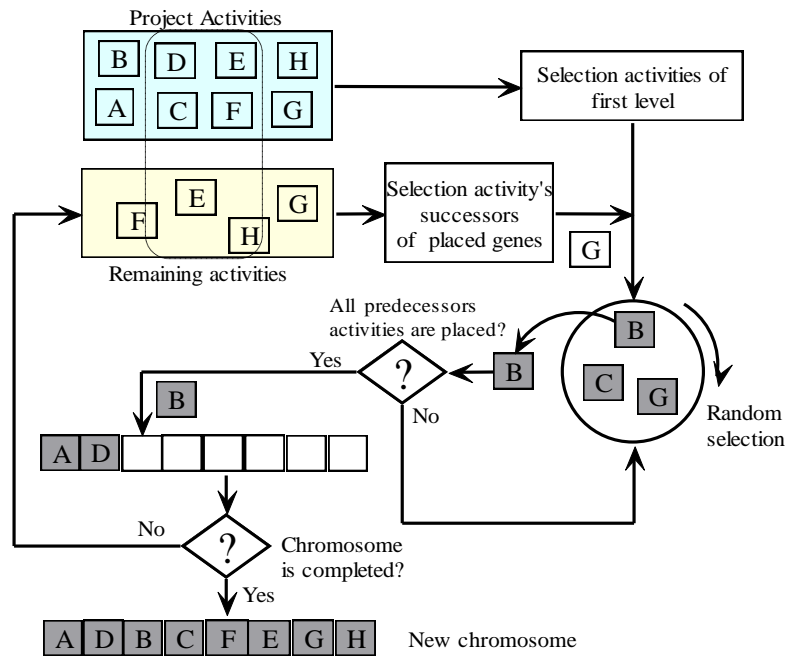 Project Activities
B D E H
A C F G
Selection activities of
first level
F E H G
Remaining activities
Selection activity's
successors
of placed genes
G
All predecessors
activities are placed?
Yes
?
No
B
B
C
G
Random
selection
B
A D
No
?
Chromosome
is completed?
Yes
A D B C F E G H
New chromosome